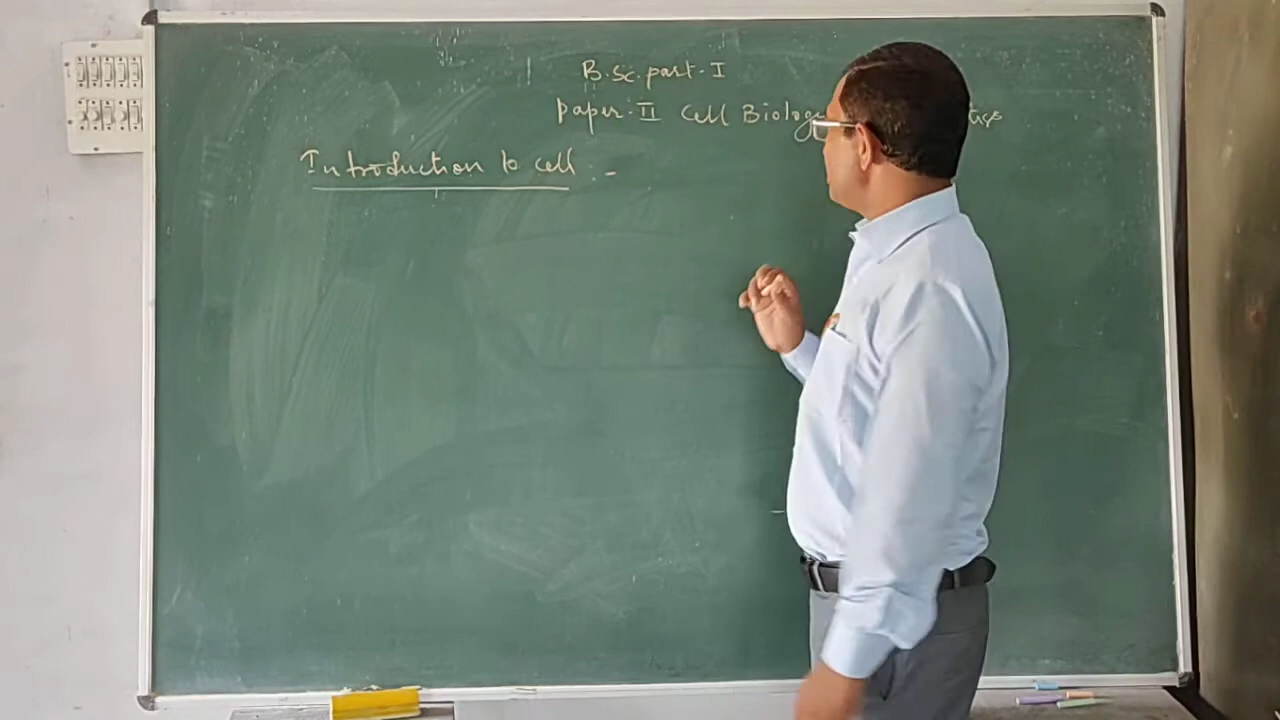 B.Sc. part - I
Paper - II Cell Biology
Introduction to cell : -